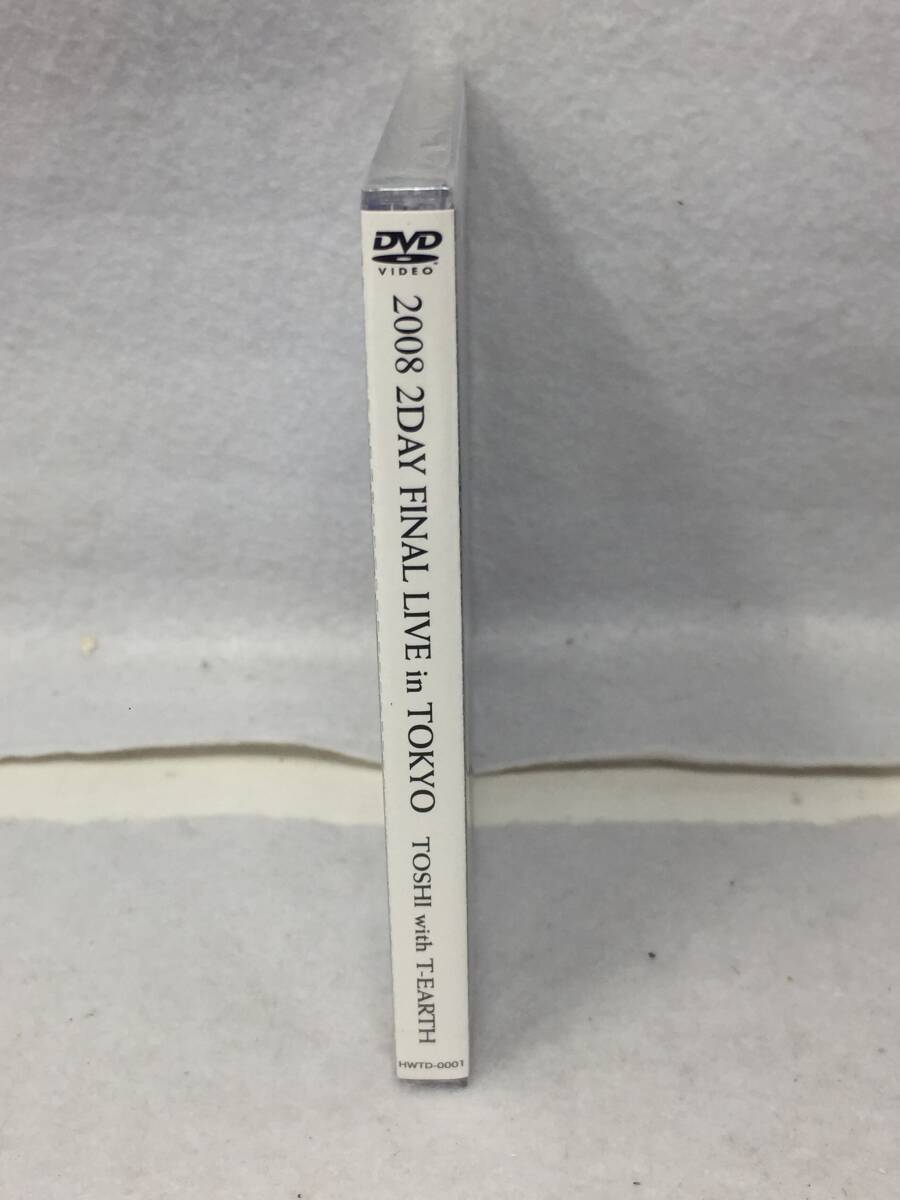 DVD
VIDEO
2008 2DAY FINAL LIVE in TOKYO TOSHI with T-EARTH
HWTD-0001